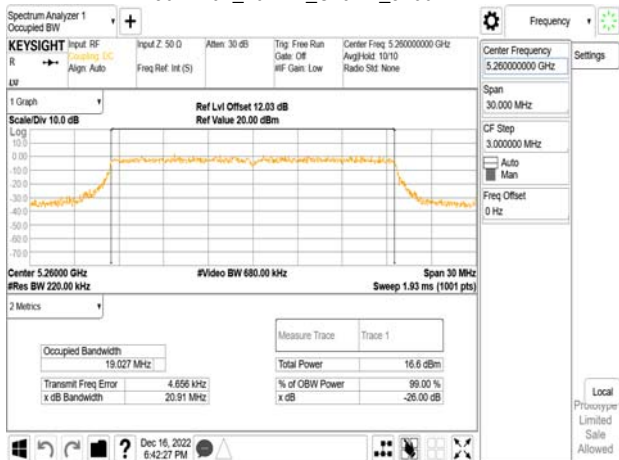 Spectrum Analyzer 1
Occupied BW
+
Frequency
KEYSIGHT
R
LXI
Input: RF
Coupling: DC
Align: Auto
Input Z: 50 Ω
Freq Ref: Int (S)
Atten: 30 dB
Trig: Free Run
Gate: Off
#IF Gain: Low
Center Freq: 5.260000000 GHz
Avg|Hold: 10/10
Radio Std: None
Center Frequency
5.260000000 GHz
Settings
Span
30.000 MHz
CF Step
3.000000 MHz
Auto
Man
Freq Offset
0 Hz
1 Graph
Scale/Div 10.0 dB
Ref Lvl Offset 12.03 dB
Ref Value 20.00 dBm
Log
10.0
0.00
-10.0
-20.0
-30.0
-40.0
-50.0
-60.0
-70.0
Center 5.26000 GHz
#Res BW 220.00 kHz
#Video BW 680.00 kHz
Span 30 MHz
Sweep 1.93 ms (1001 pts)
2 Metrics
Measure Trace Trace 1
Occupied Bandwidth
19.027 MHz
Total Power 16.6 dBm
Transmit Freq Error 4.656 kHz
% of OBW Power 99.00 %
x dB Bandwidth 20.91 MHz
x dB -26.00 dB
Local
Prototype
Limited
Sale
Allowed
?
Dec 16, 2022
6:42:27 PM